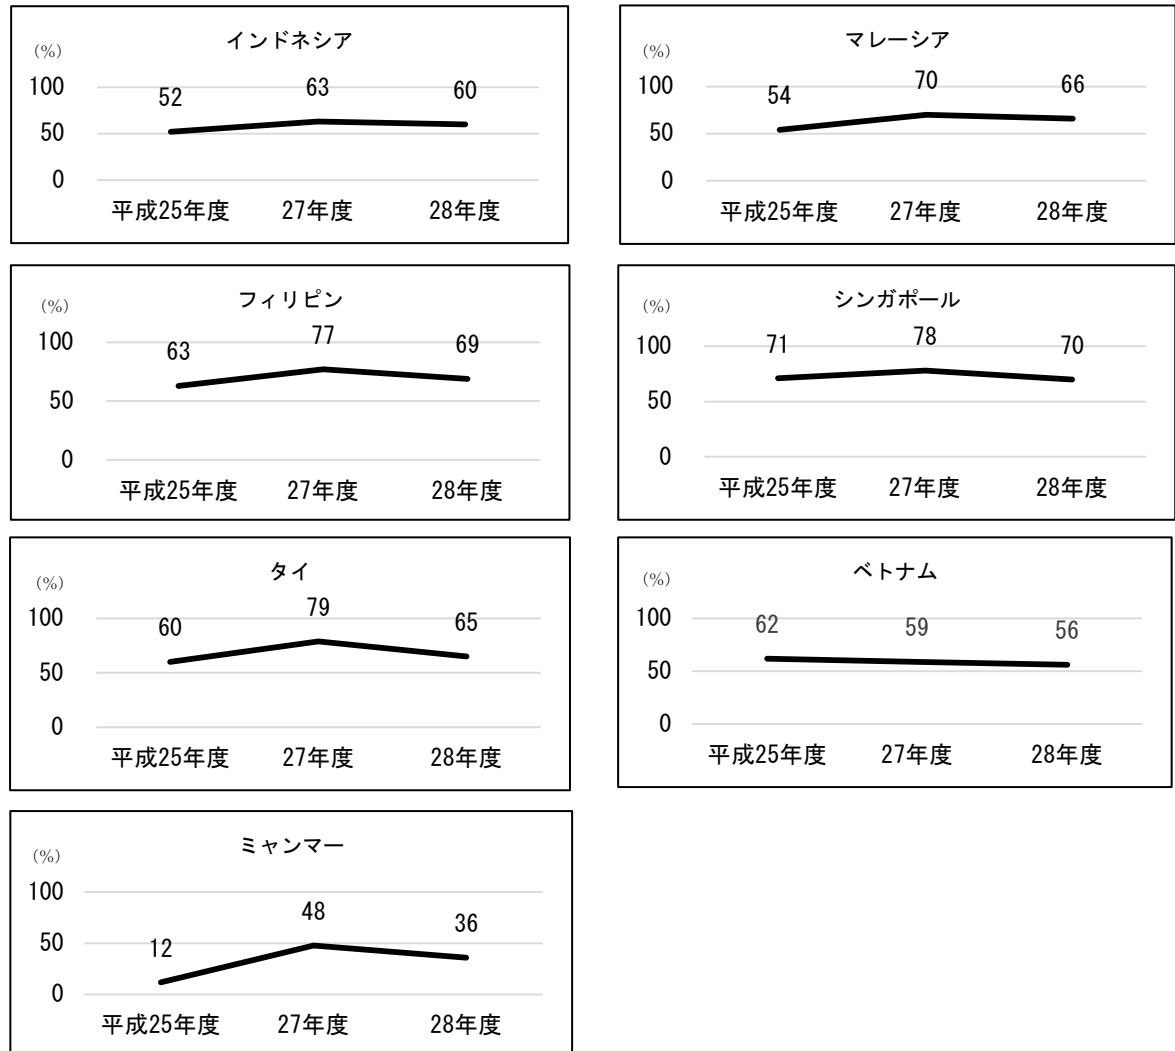 インドネシア
(%)
100
50
0
52
63
60
平成25年度
27年度
28年度
マレーシア
(%)
100
50
0
54
70
66
平成25年度
27年度
28年度
フィリピン
(%)
100
50
0
63
77
69
平成25年度
27年度
28年度
シンガポール
(%)
100
50
0
71
78
70
平成25年度
27年度
28年度
タイ
(%)
100
50
0
60
79
65
平成25年度
27年度
28年度
ベトナム
(%)
100
50
0
62
59
56
平成25年度
27年度
28年度
ミャンマー
(%)
100
50
0
12
48
36
平成25年度
27年度
28年度